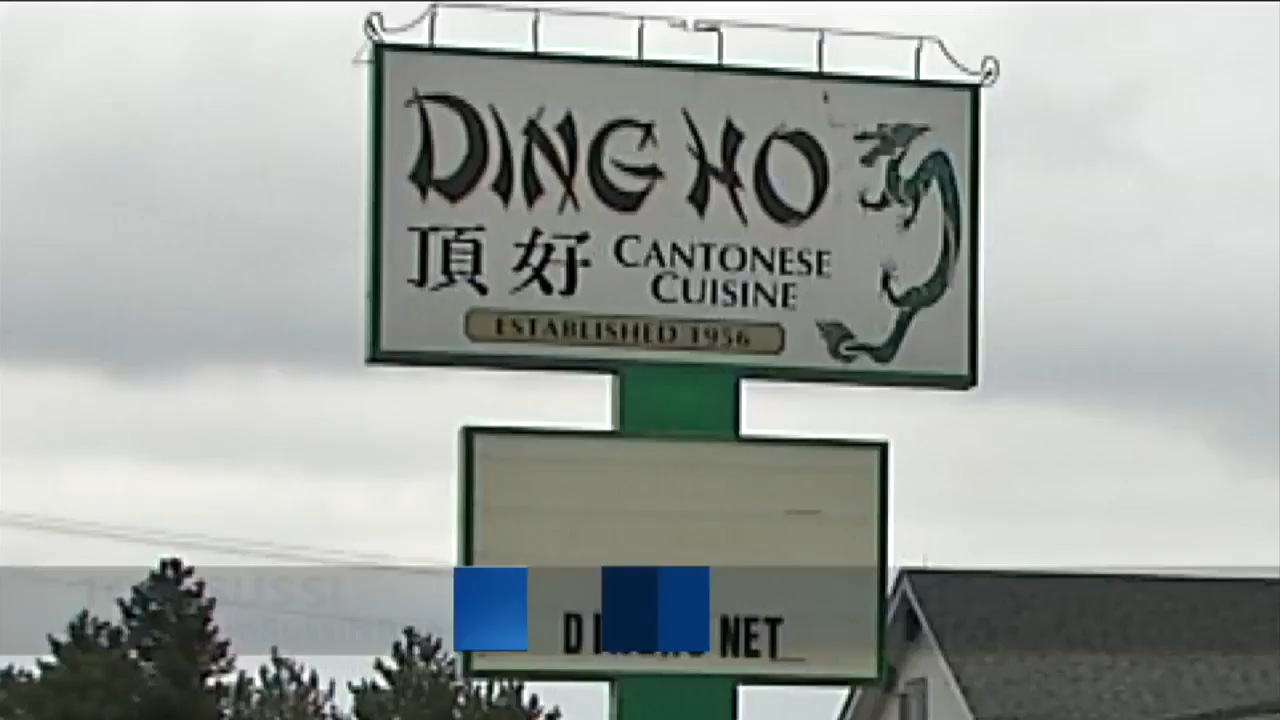 DING HO
頂好 CANTONESE
CUISINE
ESTABLISHED 1956
NET